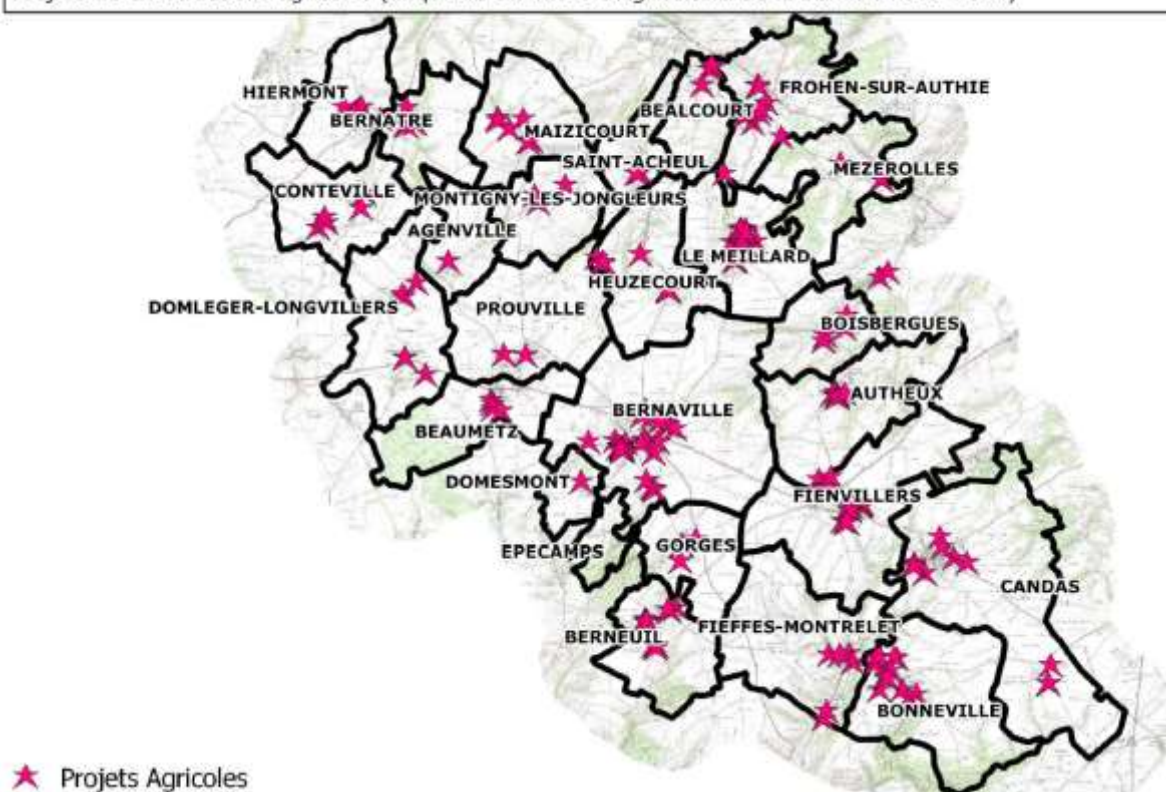 HIERMONT
FROHEN-SUR-AUTHIE
BEALCOURT
BERNATRE
MAIZICOURT
SAINT-ACHEUL
MEZEROLLES
CONTEVILLE
MONTIGNY-LES-JONGLEURS
AGENVILLE
LE MEILLARD
HEUZECOURT
DOMLEGER-LONGVILLERS
PROUVILLE
BOISBERGUES
AUTHEUX
BERNAVILLE
BEAUMETZ
DOMESMONT
FIENVILLERS
EPECAMPS
GORGES
CANDAS
BERNEUIL
FIEFFES-MONTRELET
BONNEVILLE
Projets Agricoles